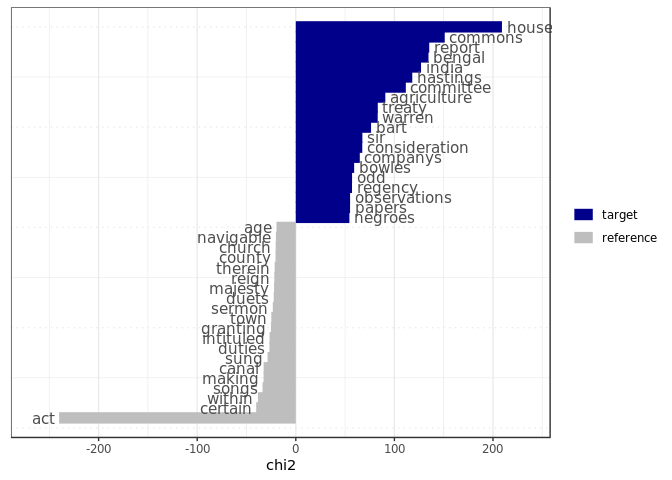 house
commons
report
bengal
india
hastings
committee
agriculture
treaty
warren
bart
sir
consideration
companys
bowles
odd
regency
observations
papers
negroes
age
navigable
church
county
therein
reign
majesty
duets
sermon
town
granting
intituled
duties
sung
canal
making
songs
within
certain
act
target
reference
-200 -100 0 100 200
chi2